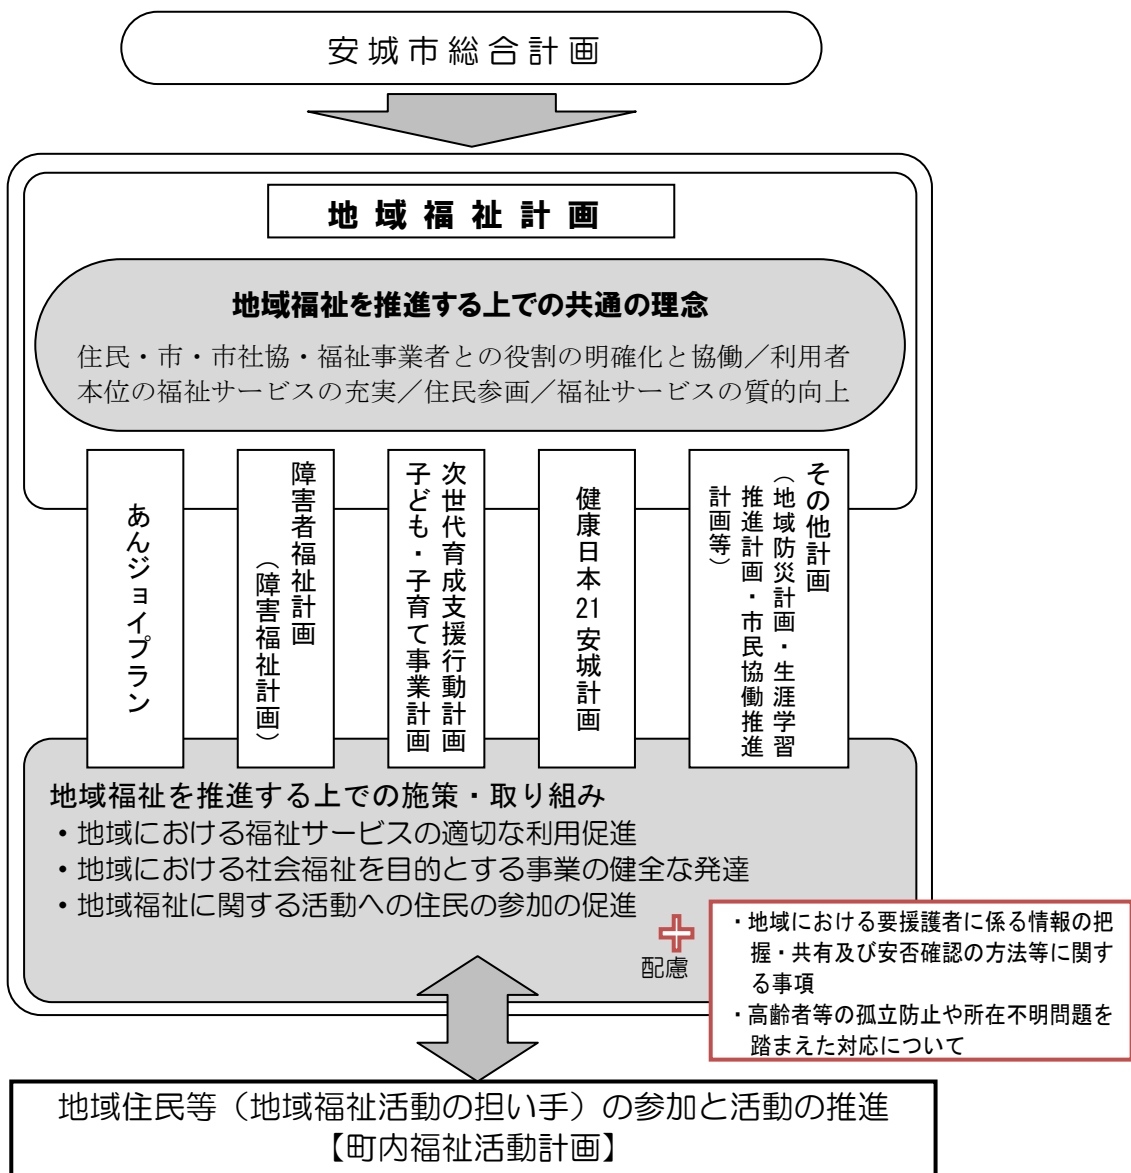 安城市総合計画
地域福祉計画
地域福祉を推進する上での共通の理念
住民・市・市社協・福祉事業者との役割の明確化と協働／利用者
本位の福祉サービスの充実／住民参画／福祉サービスの質的向上
あんジョイプラン
障害者福祉計画
（障害福祉計画）
次世代育成支援行動計画
子ども・子育て事業計画
健康日本21安城計画
その他計画
（地域防災計画・生涯学習
推進計画・市民協働推進
計画等）
地域福祉を推進する上での施策・取り組み
・地域における福祉サービスの適切な利用促進
・地域における社会福祉を目的とする事業の健全な発達
・地域福祉に関する活動への住民の参加の促進
配慮
・地域における要援護者に係る情報の把
握・共有及び安否確認の方法等に関す
る事項
・高齢者等の孤立防止や所在不明問題を
踏まえた対応について
地域住民等（地域福祉活動の担い手）の参加と活動の推進
【町内福祉活動計画】